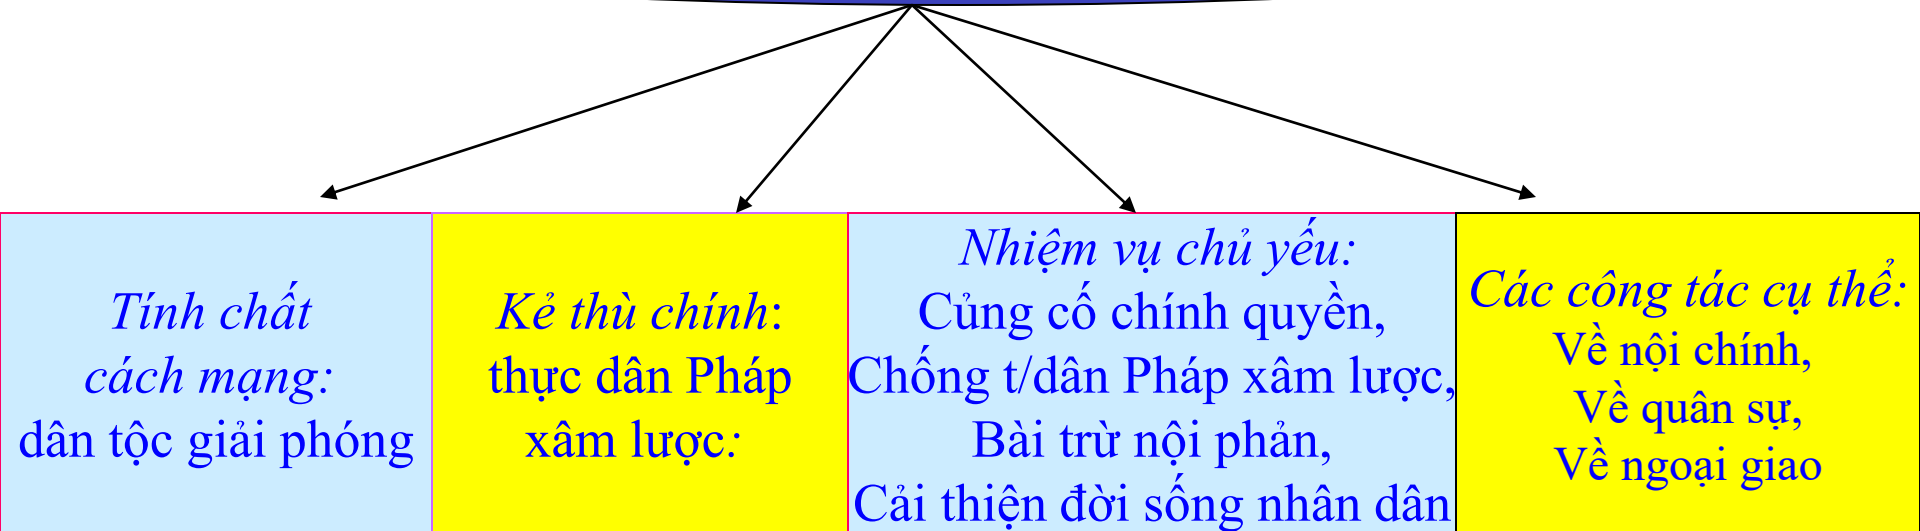 Tính chất
cách mạng:
dân tộc giải phóng
Kẻ thù chính:
thực dân Pháp
xâm lược:
Nhiệm vụ chủ yếu:
Củng cố chính quyền,
Chống t/dân Pháp xâm lược,
Bài trừ nội phản,
Cải thiện đời sống nhân dân
Các công tác cụ thể:
Về nội chính,
Về quân sự,
Về ngoại giao